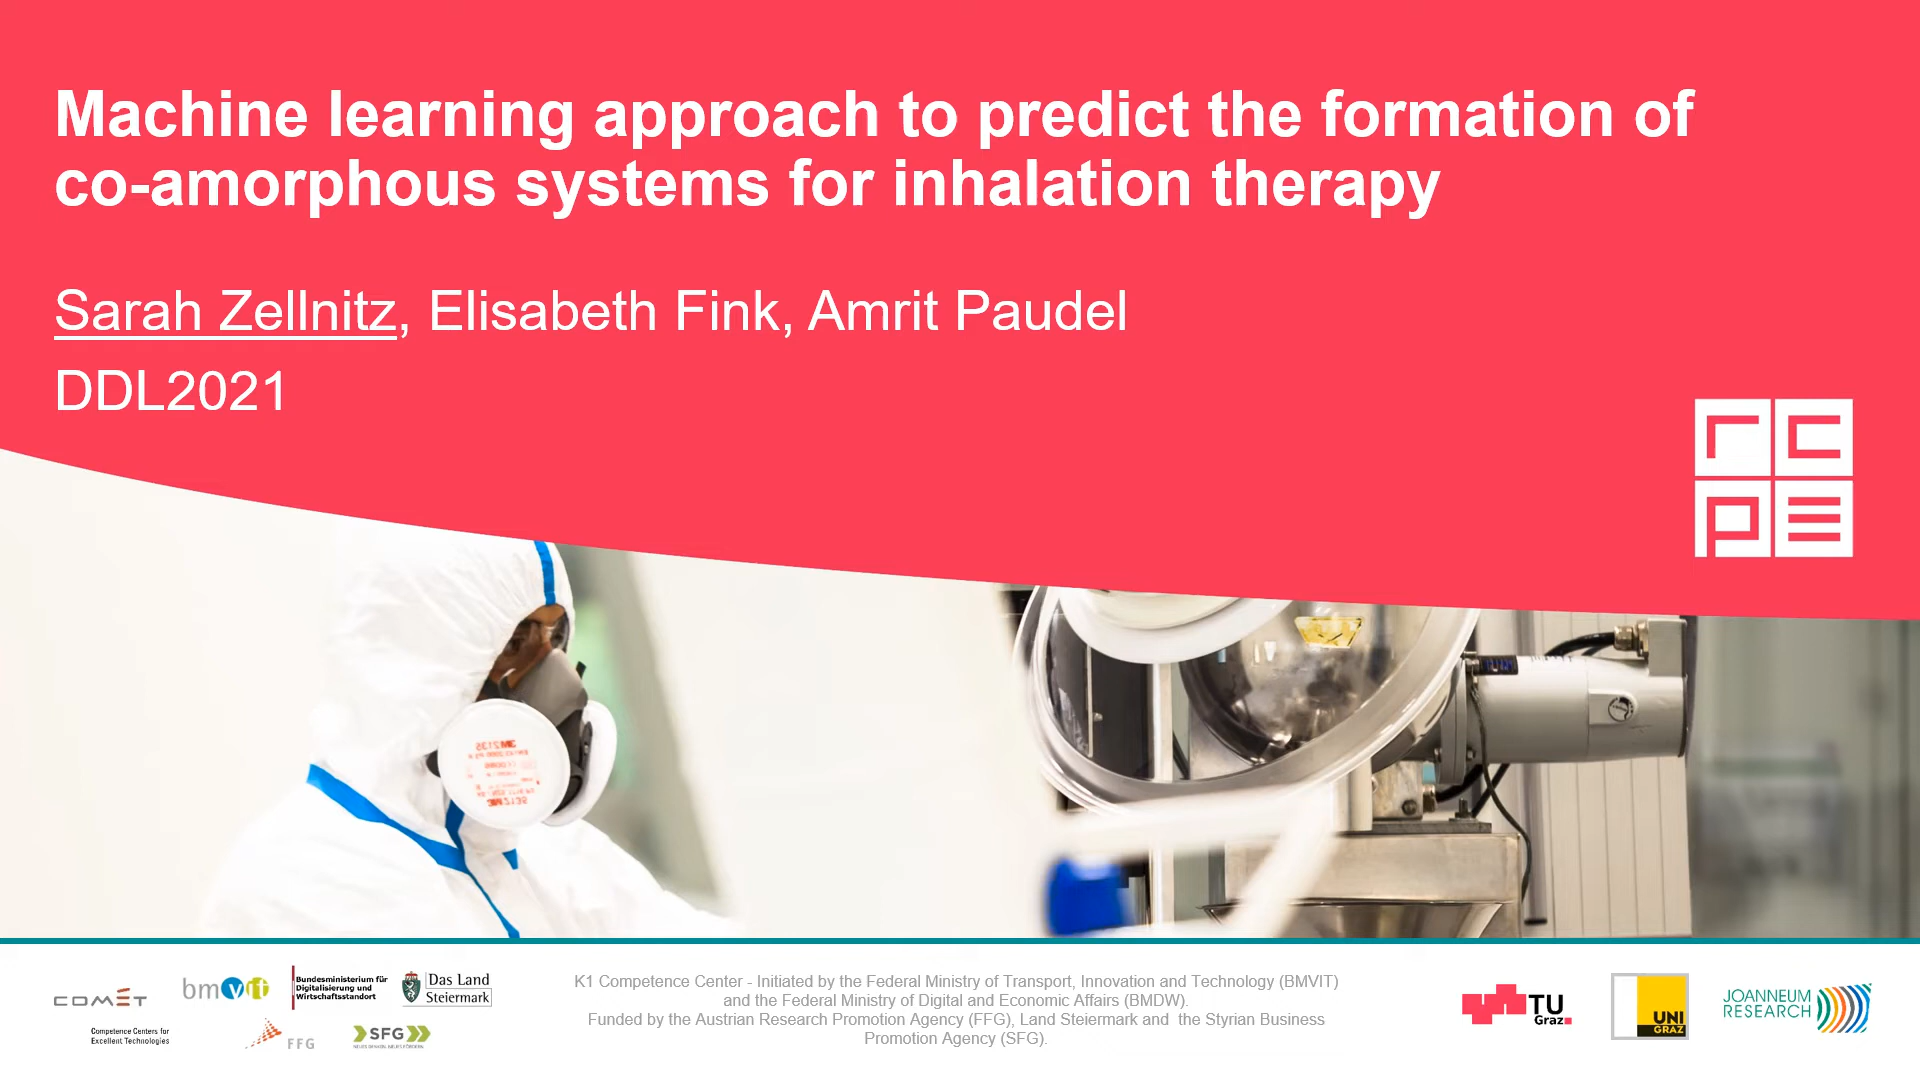 Machine learning approach to predict the formation of
co-amorphous systems for inhalation therapy
Sarah Zellnitz, Elisabeth Fink, Amrit Paudel
DDL2021
rc
pe
3M 2135
COMET
Competence Centers for
Excellent Technologies
bmvit
Bundesministerium für
Digitalisierung und
Wirtschaftsstandort
Das Land
Steiermark
FFG
SFG
K1 Competence Center - Initiated by the Federal Ministry of Transport, Innovation and Technology (BMVIT)
and the Federal Ministry of Digital and Economic Affairs (BMDW).
Funded by the Austrian Research Promotion Agency (FFG), Land Steiermark and the Styrian Business
Promotion Agency (SFG).
TU
Graz
UNI
GRAZ
JOANNEUM
RESEARCH